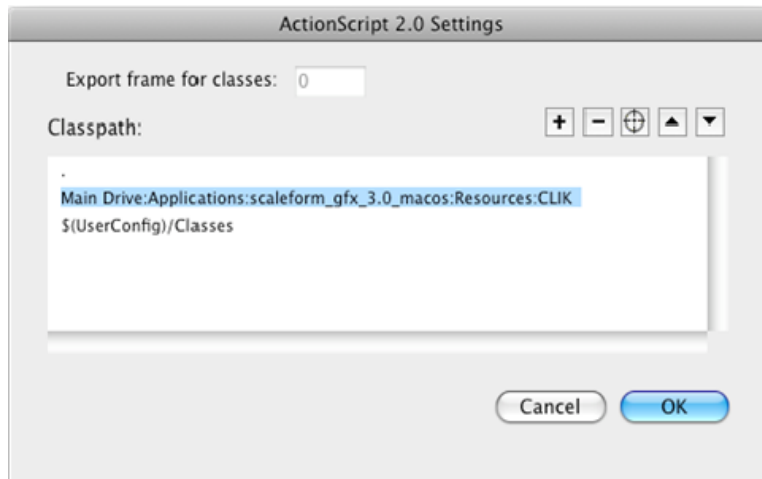 ActionScript 2.0 Settings
Export frame for classes: 0
Classpath:
.
Main Drive:Applications:scaleform_gfx_3.0_macos:Resources:CLIK
$(UserConfig)/Classes
Cancel
OK